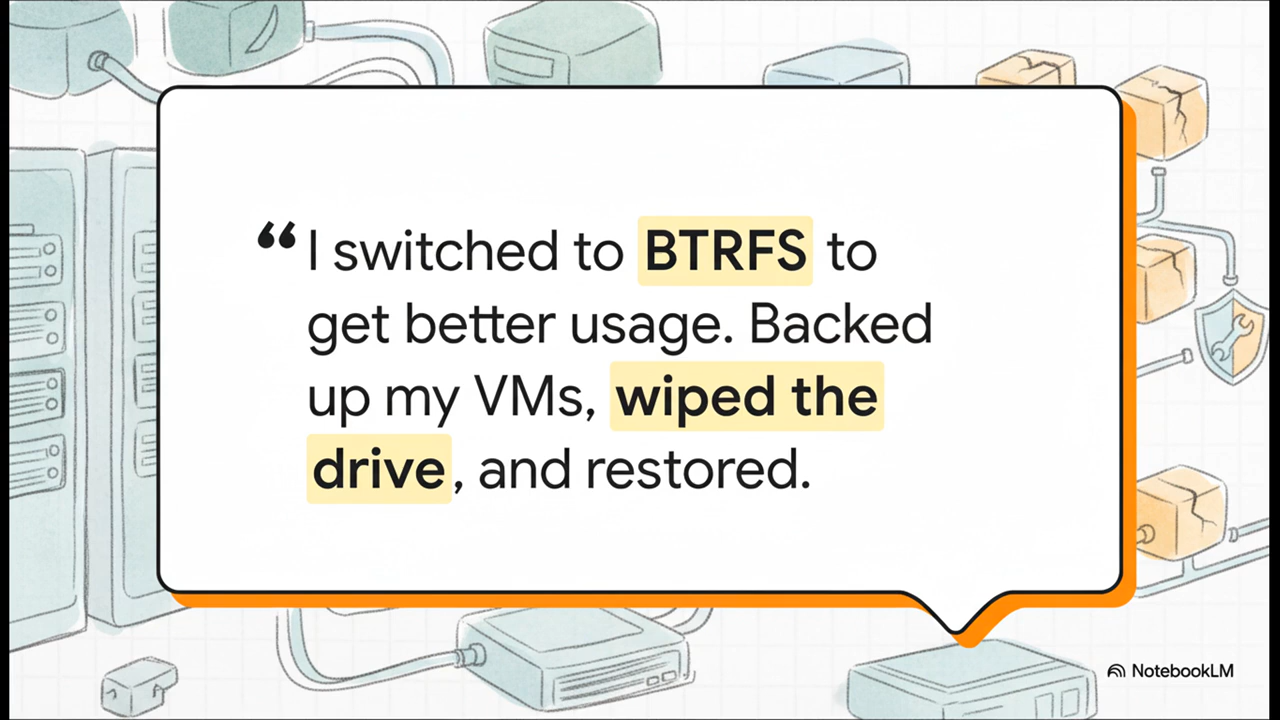 “I switched to BTRFS to
get better usage. Backed
up my VMs, wiped the
drive, and restored.
NotebookLM